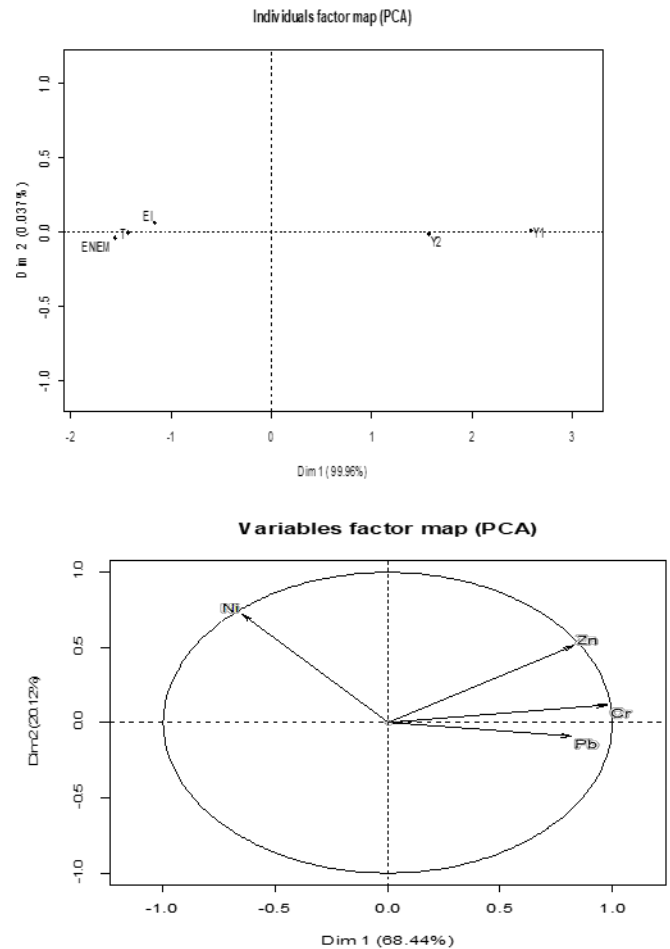 Individuals factor map (PCA)
1.0
0.5
0.0
-0.5
-1.0
Dim 2 (0.037%)
EI
T
ENEM
Y2
Y1
-2 -1 0 1 2 3
Dim 1 (99.96%)
Variables factor map (PCA)
1.0
0.5
0.0
-0.5
-1.0
Dim2(20.12%)
Ni
Zn
Cr
Pb
-1.0 -0.5 0.0 0.5 1.0
Dim 1 (68.44%)